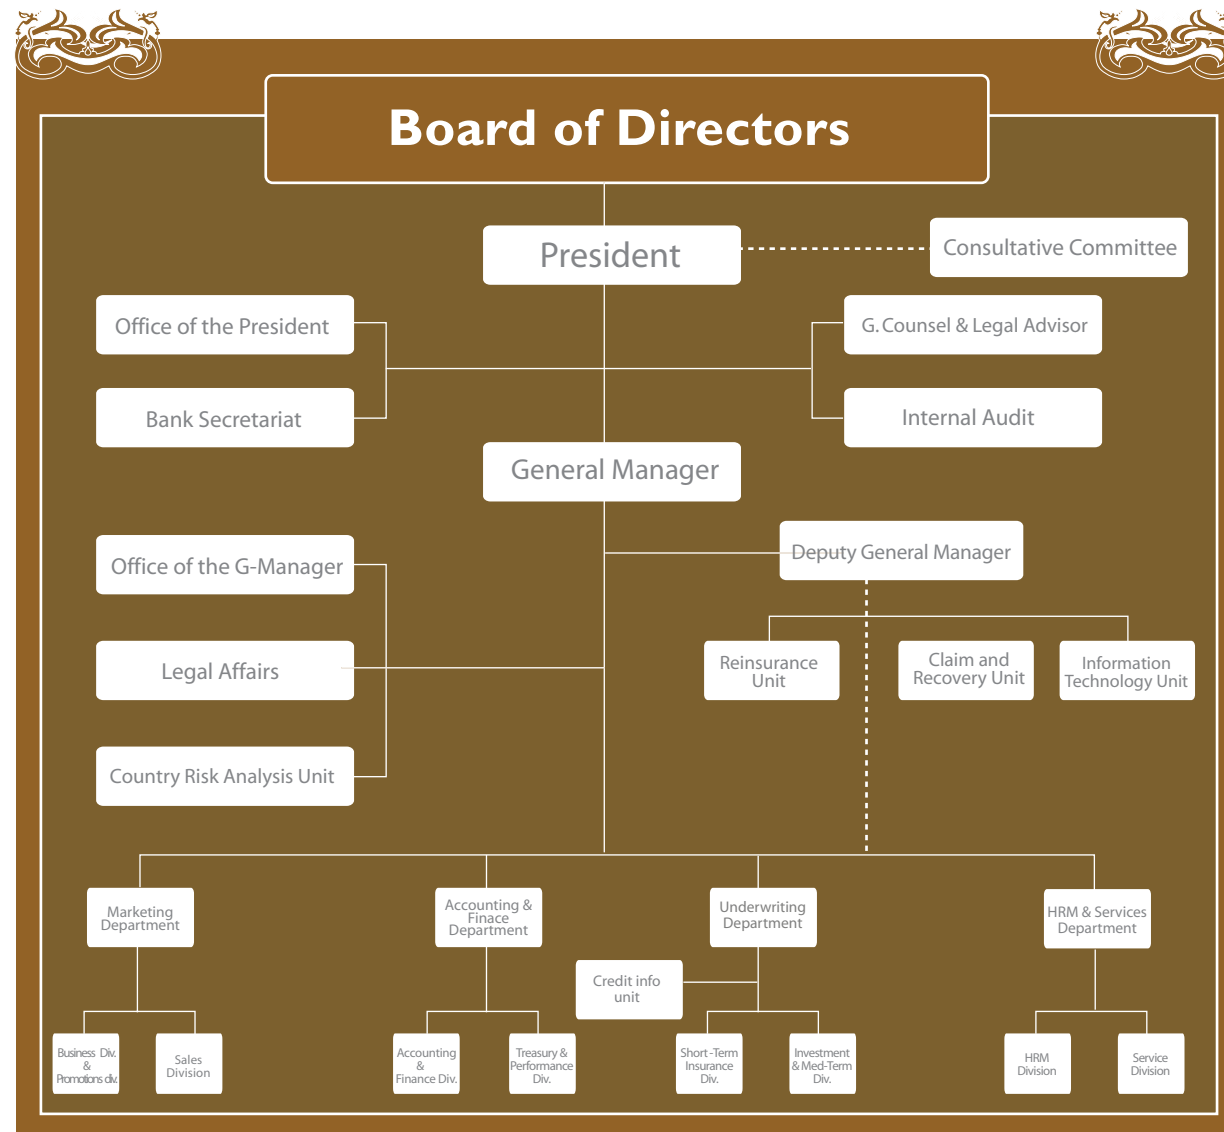 Board of Directors
President
Consultative Committee
Office of the President
G. Counsel & Legal Advisor
Bank Secretariat
Internal Audit
General Manager
Office of the G-Manager
Deputy General Manager
Legal Affairs
Reinsurance
Unit
Claim and
Recovery Unit
Information
Technology Unit
Country Risk Analysis Unit
Marketing
Department
Accounting &
Finace
Department
Underwriting
Department
HRM & Services
Department
Credit info
unit
Business Div.
&
Promotions div.
Sales
Division
Accounting
&
Finance Div.
Treasury &
Performance
Div.
Short-Term
Insurance
Div.
Investment
& Med-Term
Div.
HRM
Division
Service
Division